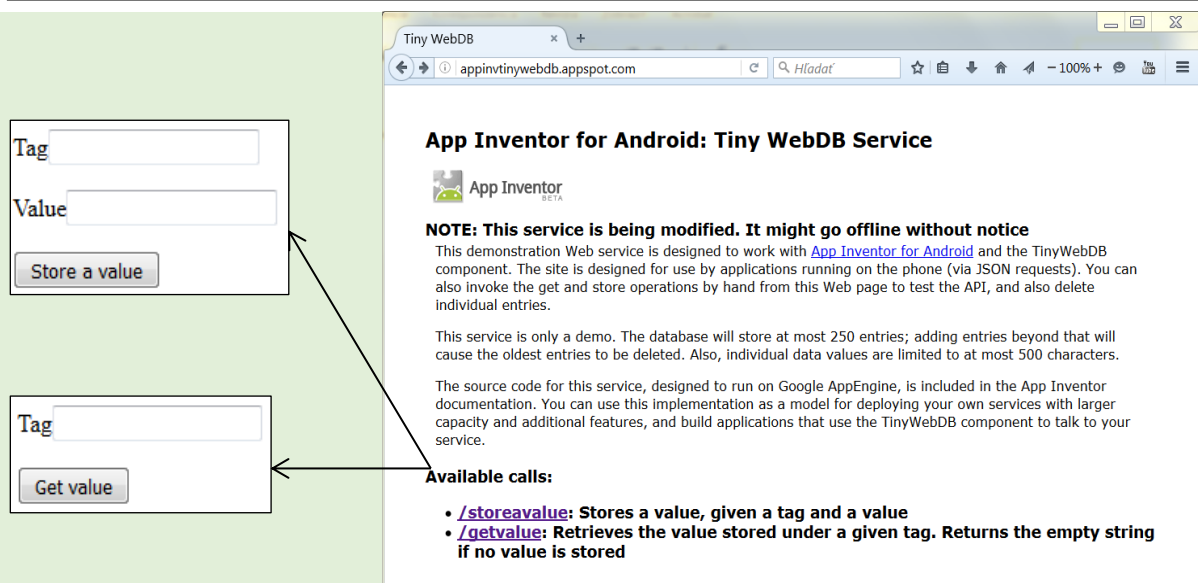 Tag
Value
Store a value
Tag
Get value
Tiny WebDB × +
appinvtinywebdb.appspot.com
Hľadať
− 100% +
App Inventor for Android: Tiny WebDB Service
App Inventor
BETA
NOTE: This service is being modified. It might go offline without notice
This demonstration Web service is designed to work with App Inventor for Android and the TinyWebDB
component. The site is designed for use by applications running on the phone (via JSON requests). You can
also invoke the get and store operations by hand from this Web page to test the API, and also delete
individual entries.
This service is only a demo. The database will store at most 250 entries; adding entries beyond that will
cause the oldest entries to be deleted. Also, individual data values are limited to at most 500 characters.
The source code for this service, designed to run on Google AppEngine, is included in the App Inventor
documentation. You can use this implementation as a model for deploying your own services with larger
capacity and additional features, and build applications that use the TinyWebDB component to talk to your
service.
Available calls:
• /storeavalue: Stores a value, given a tag and a value
• /getvalue: Retrieves the value stored under a given tag. Returns the empty string
if no value is stored